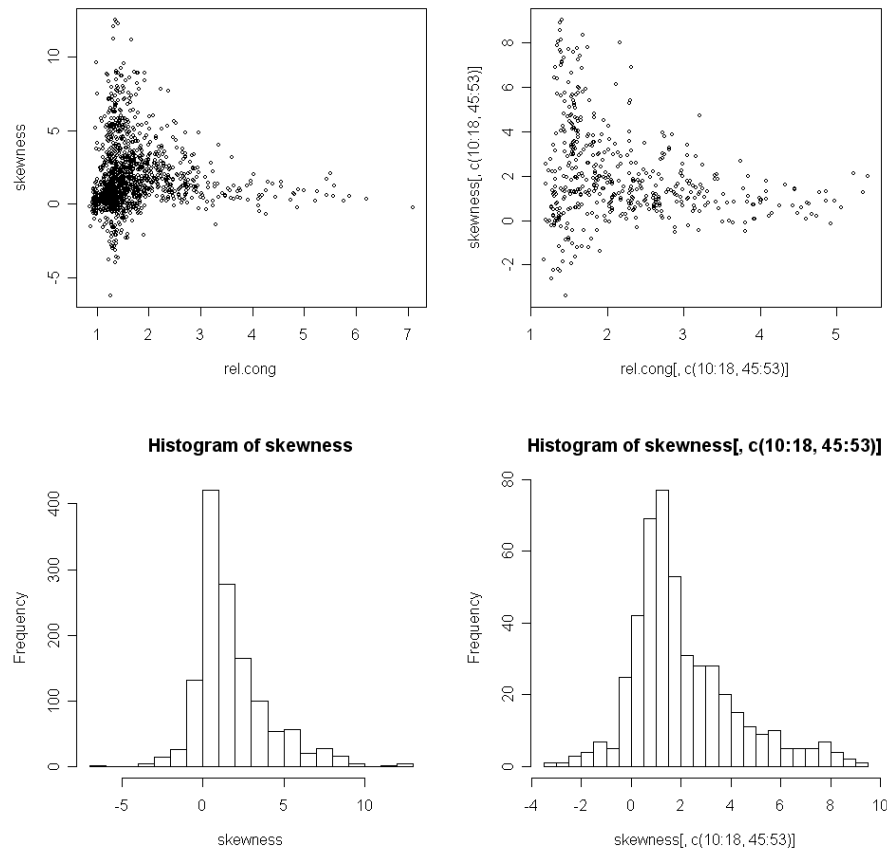 skewness
10
5
0
-5
1 2 3 4 5 6 7
rel.cong
skewness[, c(10:18, 45:53)]
8
6
4
2
0
-2
1 2 3 4 5
rel.cong[, c(10:18, 45:53)]
Histogram of skewness
Frequency
400
300
200
100
0
-5 0 5 10
skewness
Histogram of skewness[, c(10:18, 45:53)]
Frequency
80
60
40
20
0
-4 -2 0 2 4 6 8 10
skewness[, c(10:18, 45:53)]